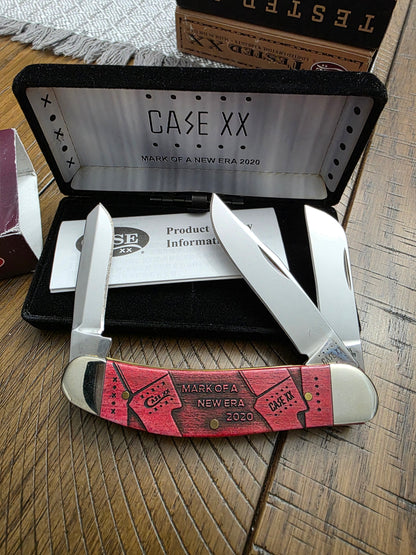 TESTED
TESTED XX
CASE XX
MARK OF A NEW ERA 2020
CASE
XX
Product
Informati
MARK OF A
NEW ERA
2020
Case
CASE XX